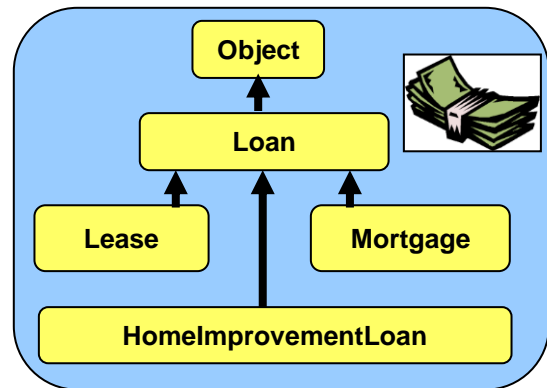 Object
Loan
Lease
Mortgage
HomeImprovementLoan